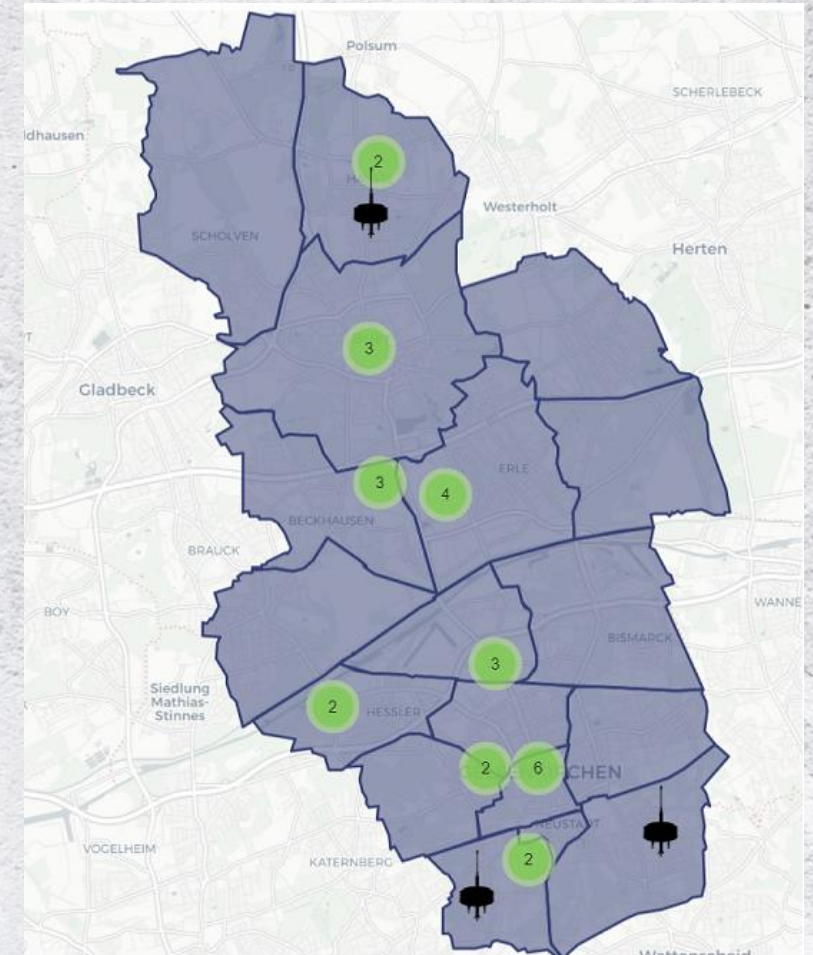 Polsum
SCHERLEBECK
2
Westerholt
SCHOLVEN
Herten
3
Gladbeck
ERLE
3
4
BECKHAUSEN
BRAUCK
BOY
WANNE
BISMARCK
3
Siedlung
Mathias-
Stinnes
2
HESSLER
2
6
CHEN
NEUSTADT
VOGELHEIM
KATERNBERG
2